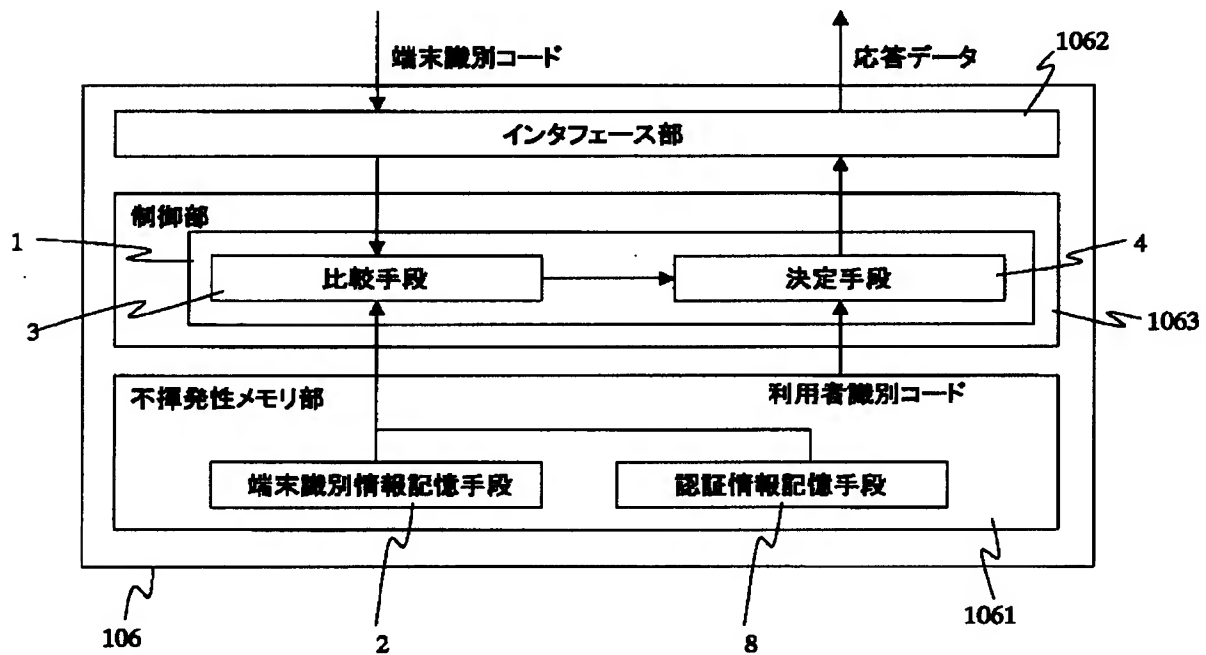 端末識別コード
応答データ
1062
インタフェース部
制御部
1
比較手段
決定手段
4
3
1063
不揮発性メモリ部
利用者識別コード
端末識別情報記憶手段
認証情報記憶手段
106
2
8
1061